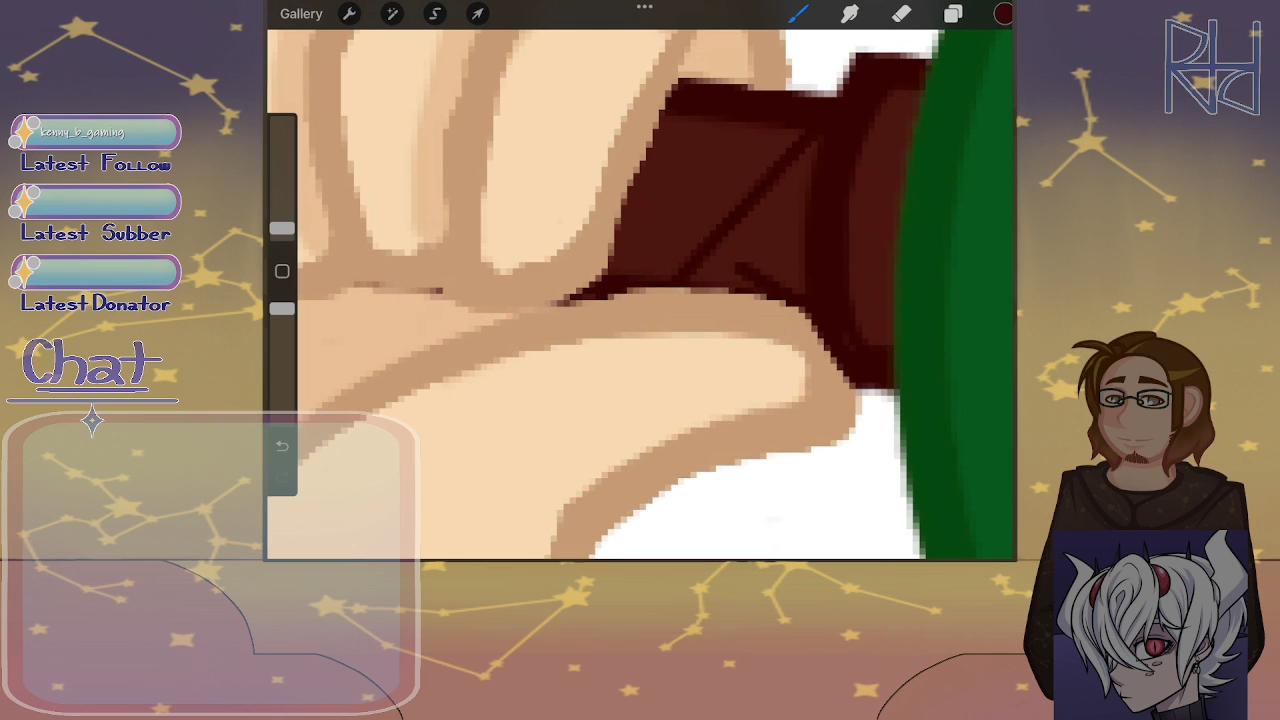 Gallery
kenny_b_gaming
Latest Follow
Latest Subber
Latest Donator
Chat